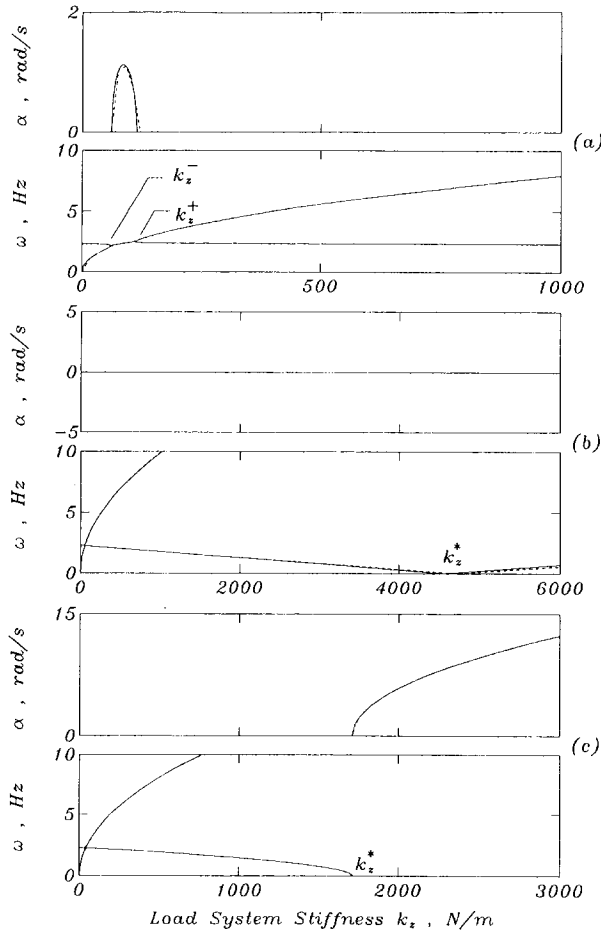 2
1
0
α , rad/s
(a)
10
5
0
ω , Hz
k_z^-
k_z^+
0 500 1000
5
0
-5
α , rad/s
(b)
10
5
0
ω , Hz
k_z^*
0 2000 4000 6000
15
0
α , rad/s
(c)
10
5
0
ω , Hz
k_z^*
0 1000 2000 3000
Load System Stiffness k_z , N/m